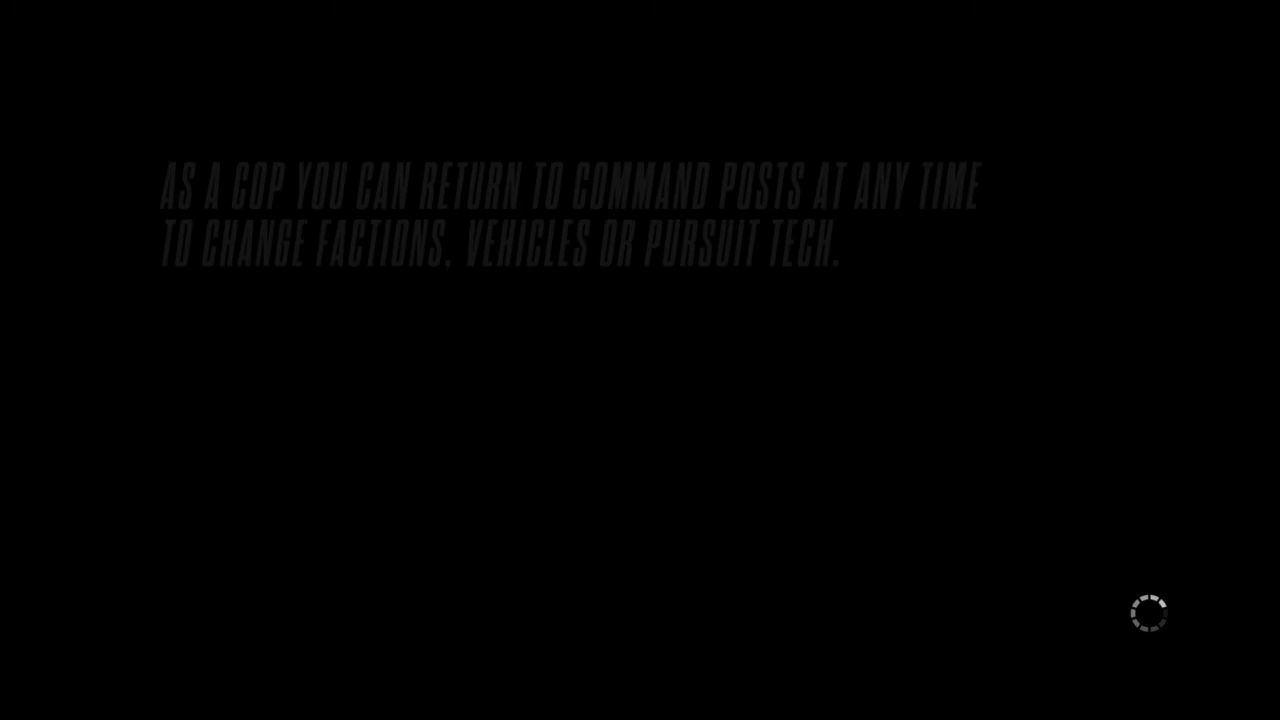 AS A COP YOU CAN RETURN TO COMMAND POSTS AT ANY TIME
TO CHANGE FACTIONS, VEHICLES OR PURSUIT TECH.